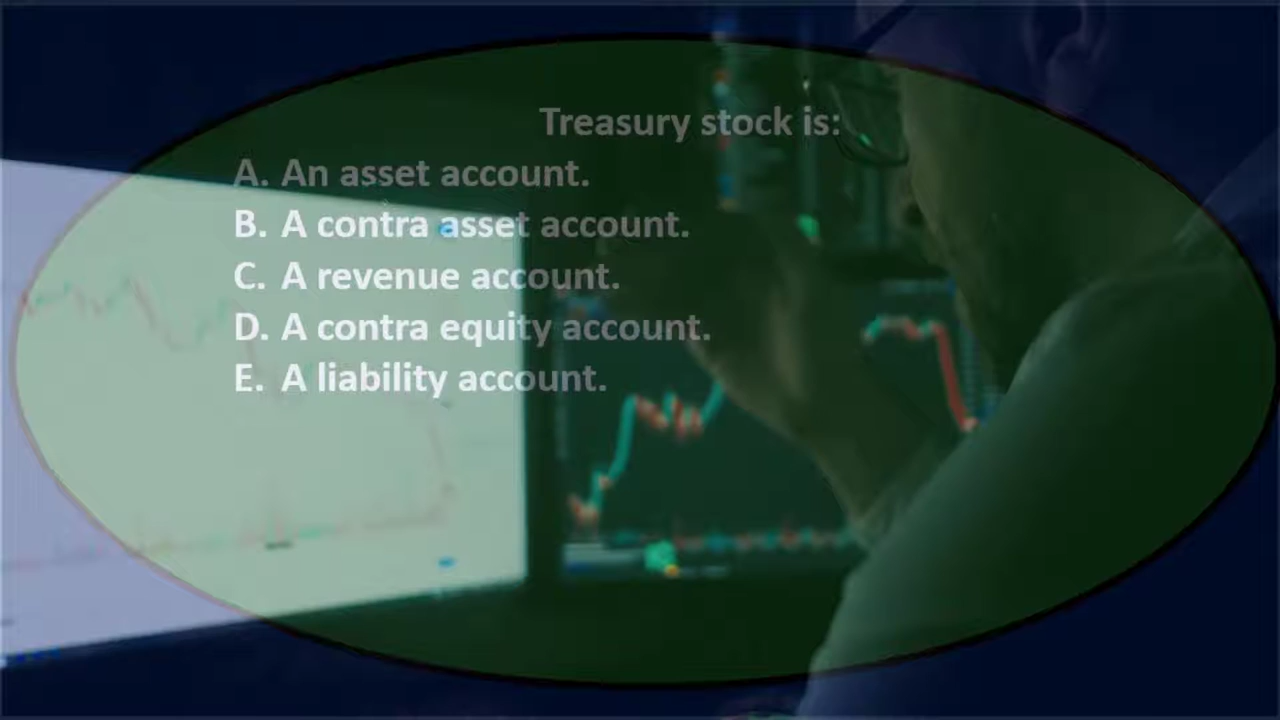 Treasury stock is:
A. An asset account.
B. A contra asset account.
C. A revenue account.
D. A contra equity account.
E. A liability account.